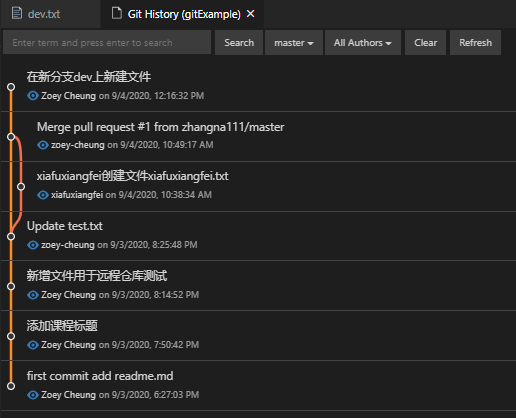 dev.txt
Git History (gitExample)
Enter term and press enter to search
Search
master
All Authors
Clear
Refresh
在新分支dev上新建文件
Zoey Cheung on 9/4/2020, 12:16:32 PM
Merge pull request #1 from zhangna111/master
zoey-cheung on 9/4/2020, 10:49:17 AM
xiafuxiangfei创建文件xiafuxiangfei.txt
xiafuxiangfei on 9/4/2020, 10:38:34 AM
Update test.txt
zoey-cheung on 9/3/2020, 8:25:48 PM
新增文件用于远程仓库测试
Zoey Cheung on 9/3/2020, 8:14:52 PM
添加课程标题
Zoey Cheung on 9/3/2020, 7:50:42 PM
first commit add readme.md
Zoey Cheung on 9/3/2020, 6:27:03 PM